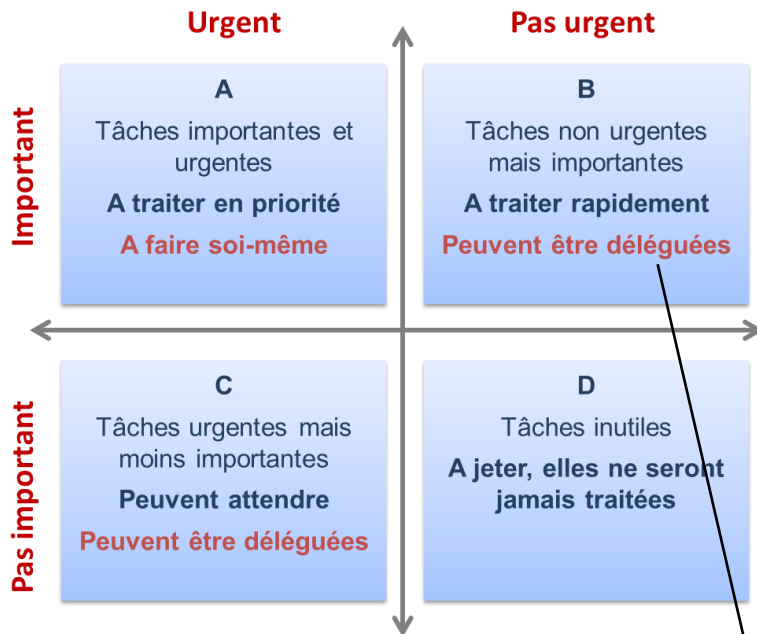 Urgent
Pas urgent
Important
A
Tâches importantes et
urgentes
A traiter en priorité
A faire soi-même
B
Tâches non urgentes
mais importantes
A traiter rapidement
Peuvent être déléguées
Pas important
C
Tâches urgentes mais
moins importantes
Peuvent attendre
Peuvent être déléguées
D
Tâches inutiles
A jeter, elles ne seront
jamais traitées